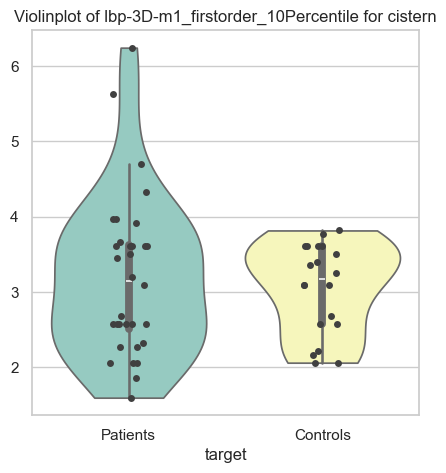 Violinplot of lbp-3D-m1_firstorder_10Percentile for cistern
6
5
4
3
2
Patients Controls
target